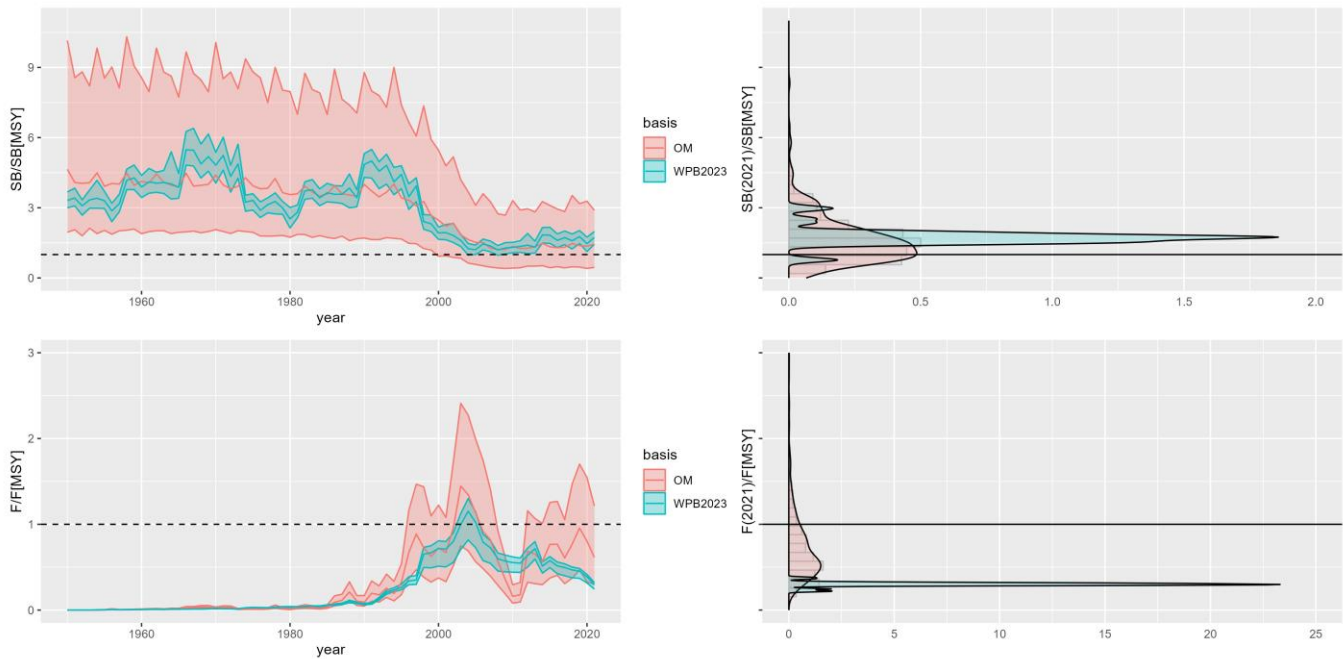 SB/SB[MSY]
9
6
3
0
1960
1980
2000
2020
year
basis
OM
WPB2023
SB(2021)/SB[MSY]
0.0
0.5
1.0
1.5
2.0
F/F[MSY]
3
2
1
0
1960
1980
2000
2020
year
basis
OM
WPB2023
F(2021)/F[MSY]
0
5
10
15
20
25